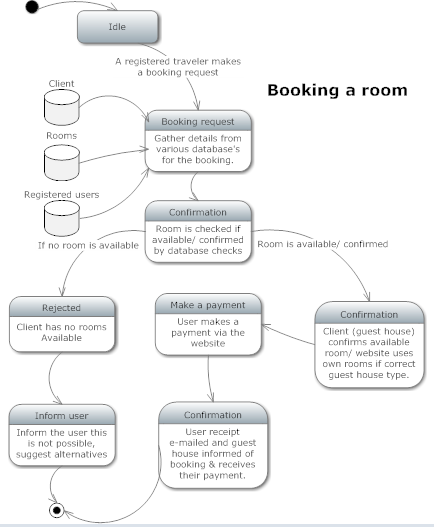 Idle
A registered traveler makes
a booking request
Booking a room
Client
Rooms
Registered users
Booking request
Gather details from
various database's
for the booking.
Confirmation
Room is checked if
available/ confirmed
by database checks
If no room is available
Room is available/ confirmed
Rejected
Client has no rooms
Available
Make a payment
User makes a
payment via the
website
Confirmation
Client (guest house)
confirms available
room/ website uses
own rooms if correct
guest house type.
Inform user
Inform the user this
is not possible,
suggest alternatives
Confirmation
User receipt
e-mailed and guest
house informed of
booking & receives
their payment.